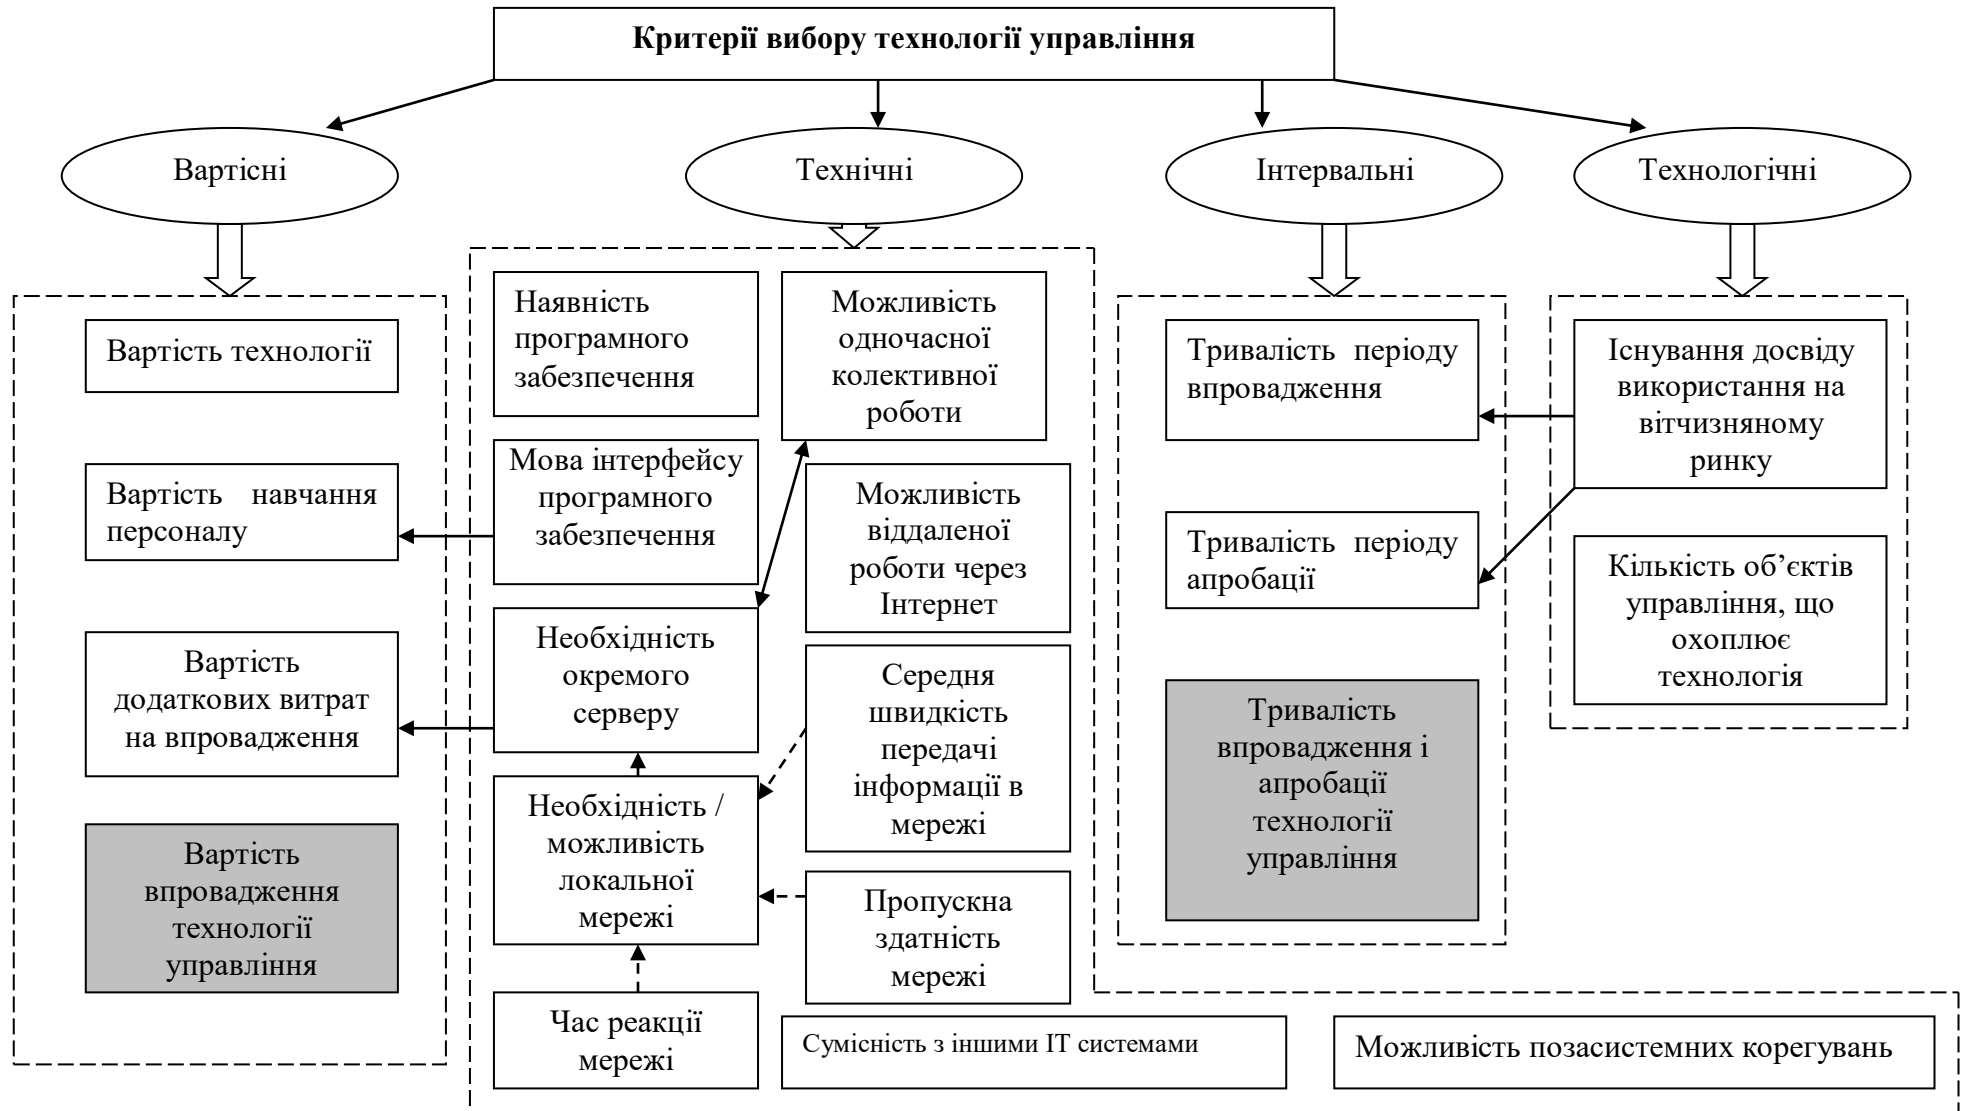 Критерії вибору технології управління
Вартісні
Технічні
Інтервальні
Технологічні
Вартість технології
Вартість навчання
персоналу
Вартість
додаткових витрат
на впровадження
Вартість
впровадження
технології
управління
Наявність
програмного
забезпечення
Мова інтерфейсу
програмного
забезпечення
Необхідність
окремого
серверу
Необхідність /
можливість
локальної
мережі
Час реакції
мережі
Можливість
одночасної
колективної
роботи
Можливість
віддаленої
роботи через
Інтернет
Середня
швидкість
передачі
інформації в
мережі
Пропускна
здатність
мережі
Сумісність з іншими ІТ системами
Можливість позасистемних корегувань
Тривалість періоду
впровадження
Тривалість періоду
апробації
Тривалість
впровадження і
апробації
технології
управління
Існування досвіду
використання на
вітчизняному
ринку
Кількість об’єктів
управління, що
охоплює
технологія